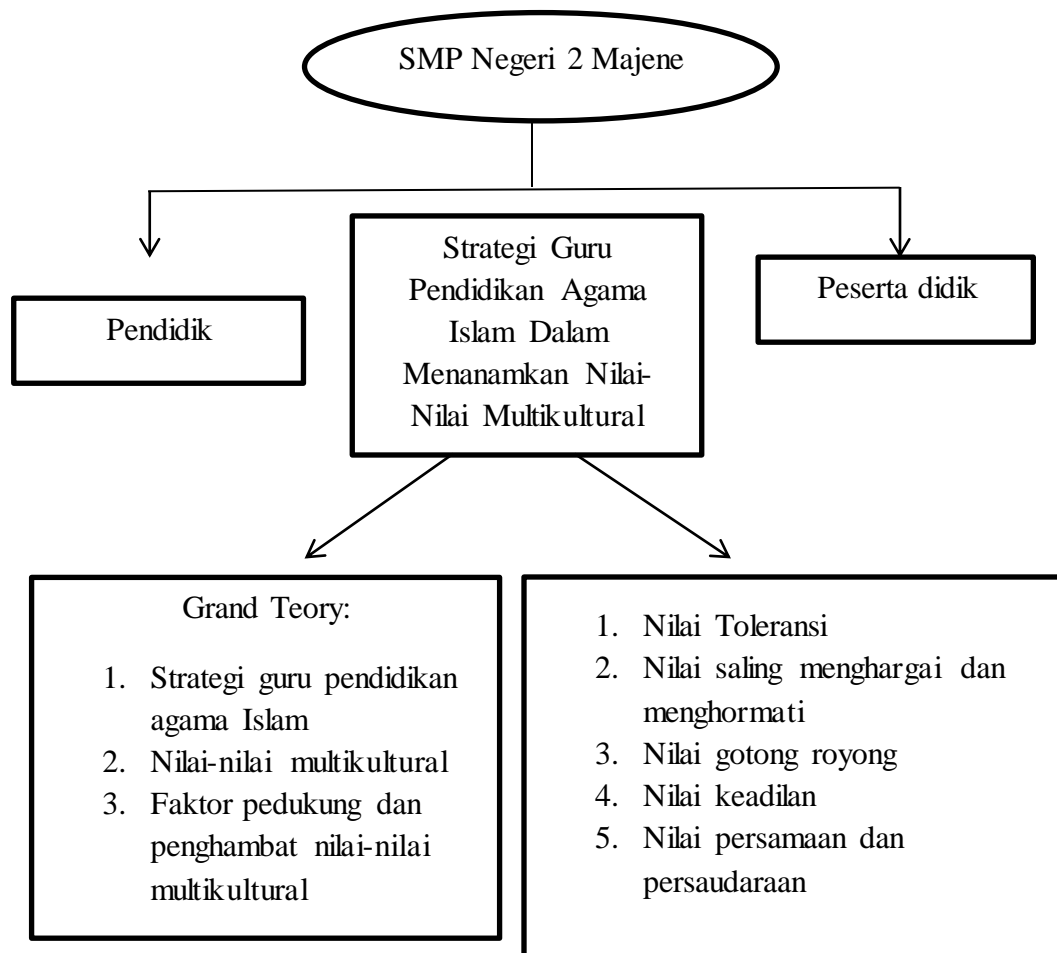 SMP Negeri 2 Majene
Pendidik
Strategi Guru
Pendidikan Agama
Islam Dalam
Menanamkan Nilai-
Nilai Multikultural
Peserta didik
Grand Teory:
1. Strategi guru pendidikan
agama Islam
2. Nilai-nilai multikultural
3. Faktor pedukung dan
penghambat nilai-nilai
multikultural
1. Nilai Toleransi
2. Nilai saling menghargai dan
menghormati
3. Nilai gotong royong
4. Nilai keadilan
5. Nilai persamaan dan
persaudaraan